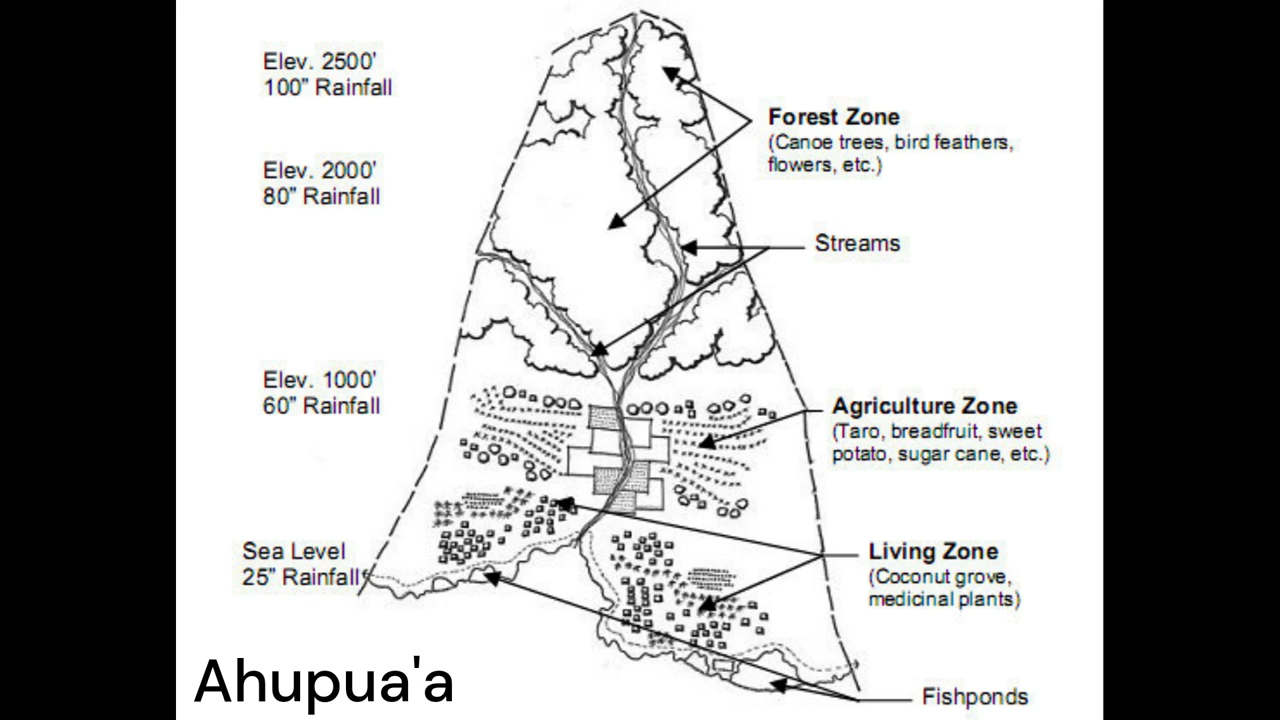 Elev. 2500'
100” Rainfall
Forest Zone
(Canoe trees, bird feathers,
flowers, etc.)
Elev. 2000'
80” Rainfall
Streams
Elev. 1000'
60” Rainfall
Agriculture Zone
(Taro, breadfruit, sweet
potato, sugar cane, etc.)
Sea Level
25” Rainfall
Living Zone
(Coconut grove,
medicinal plants)
Ahupua'a
Fishponds